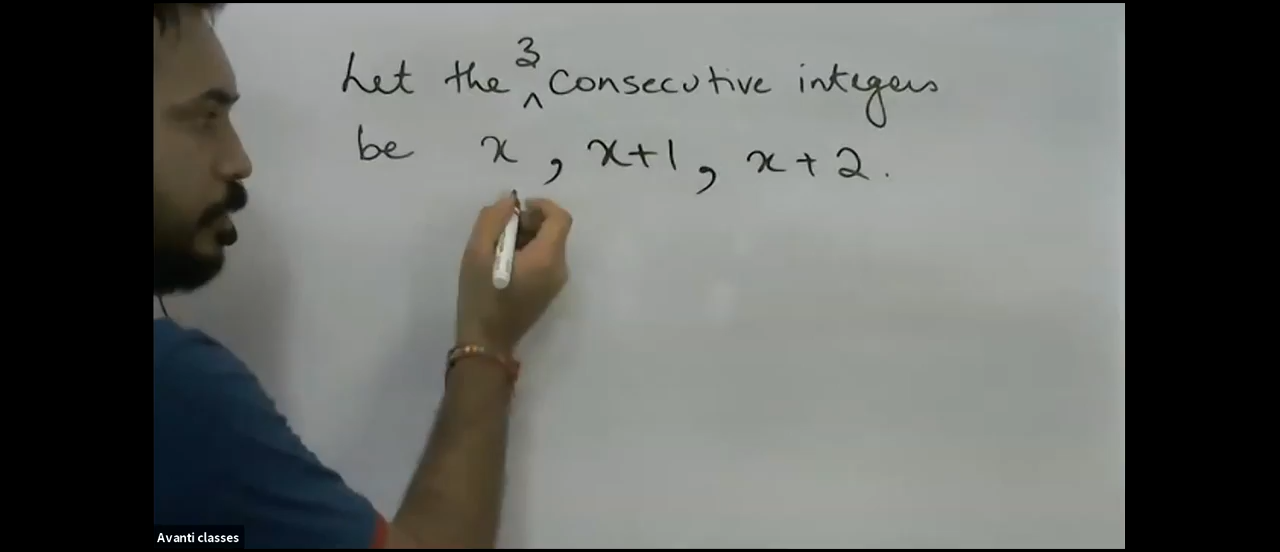 Let the 3 consecutive integers
be x, x+1, x+2.
Avanti classes